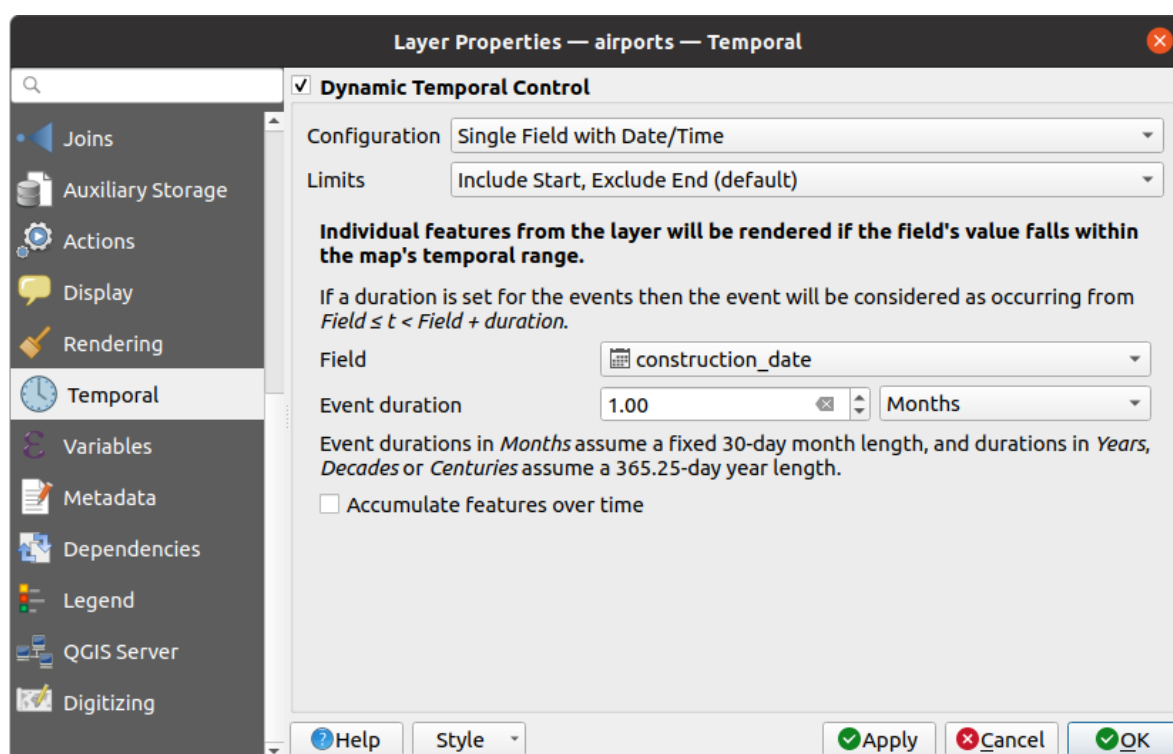 Layer Properties — airports — Temporal
Joins
Auxiliary Storage
Actions
Display
Rendering
Temporal
Variables
Metadata
Dependencies
Legend
QGIS Server
Digitizing
Dynamic Temporal Control
Configuration Single Field with Date/Time
Limits Include Start, Exclude End (default)
Individual features from the layer will be rendered if the field's value falls within
the map's temporal range.
If a duration is set for the events then the event will be considered as occurring from
Field ≤ t < Field + duration.
Field construction_date
Event duration 1.00 Months
Event durations in Months assume a fixed 30-day month length, and durations in Years,
Decades or Centuries assume a 365.25-day year length.
Accumulate features over time
Help Style Apply Cancel OK